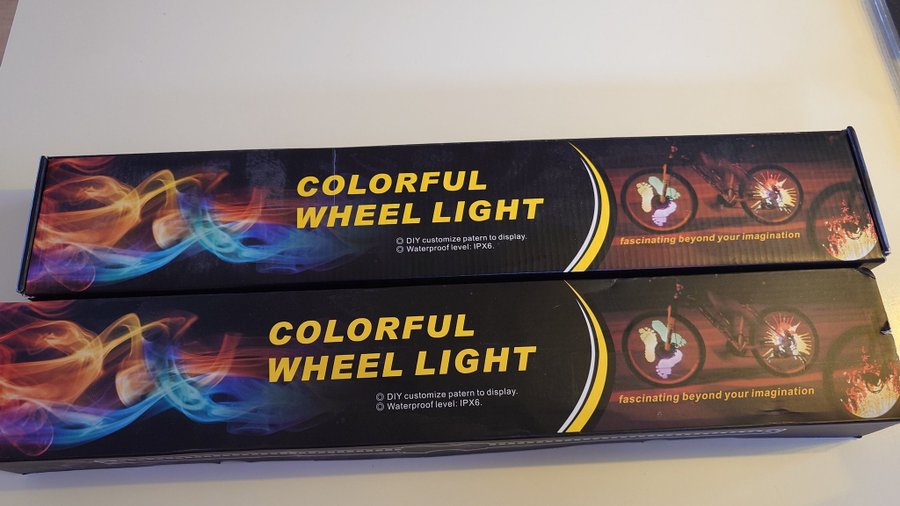 COLORFUL
WHEEL LIGHT
◎ DIY customize patern to display.
◎ Waterproof level: IPX6.
fascinating beyond your imagination
COLORFUL
WHEEL LIGHT
◎ DIY customize patern to display.
◎ Waterproof level: IPX6.
fascinating beyond your imagination